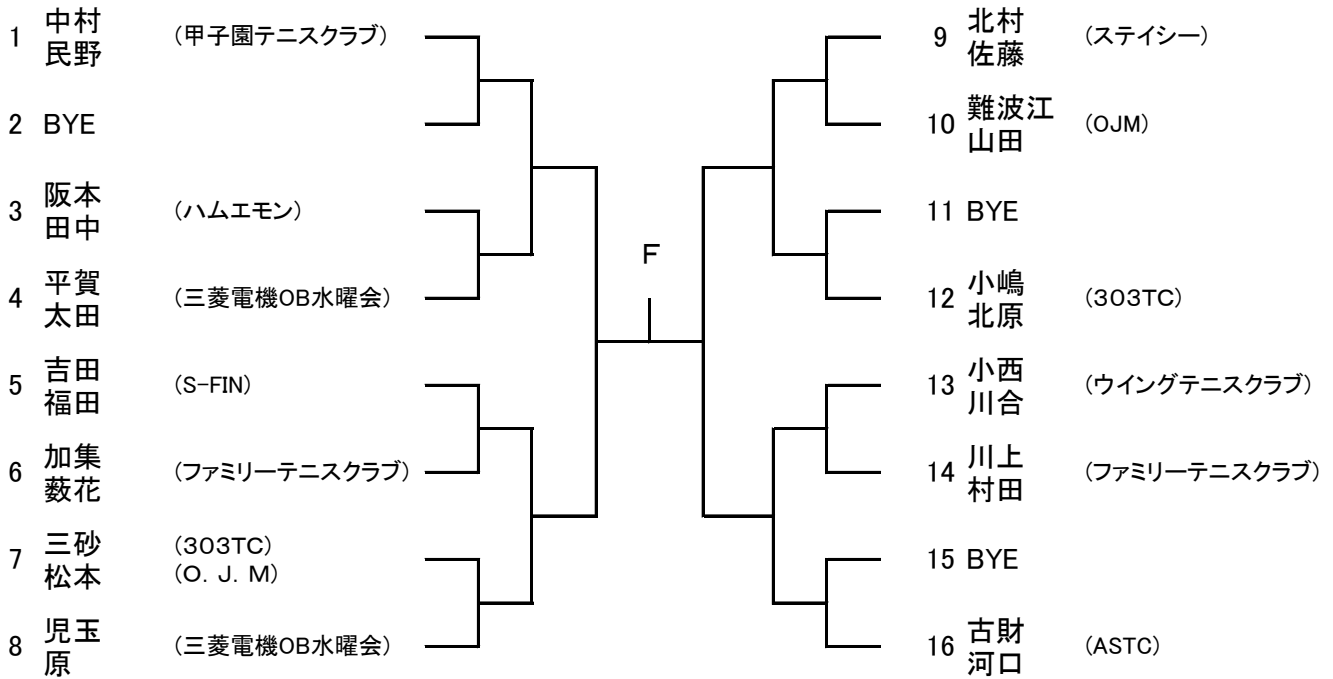 1 中村 (甲子園テニスクラブ)
民野
2 BYE
3 阪本 (ハムエモン)
田中
4 平賀 (三菱電機OB水曜会)
太田
5 吉田 (S-FIN)
福田
6 加集 (ファミリーテニスクラブ)
薮花
7 三砂 (303TC)
松本 (O.J.M)
8 児玉 (三菱電機OB水曜会)
原
F
9 北村 (ステイシー)
佐藤
10 難波江 (OJM)
山田
11 BYE
12 小嶋 (303TC)
北原
13 小西 (ウイングテニスクラブ)
川合
14 川上 (ファミリーテニスクラブ)
村田
15 BYE
16 古財 (ASTC)
河口